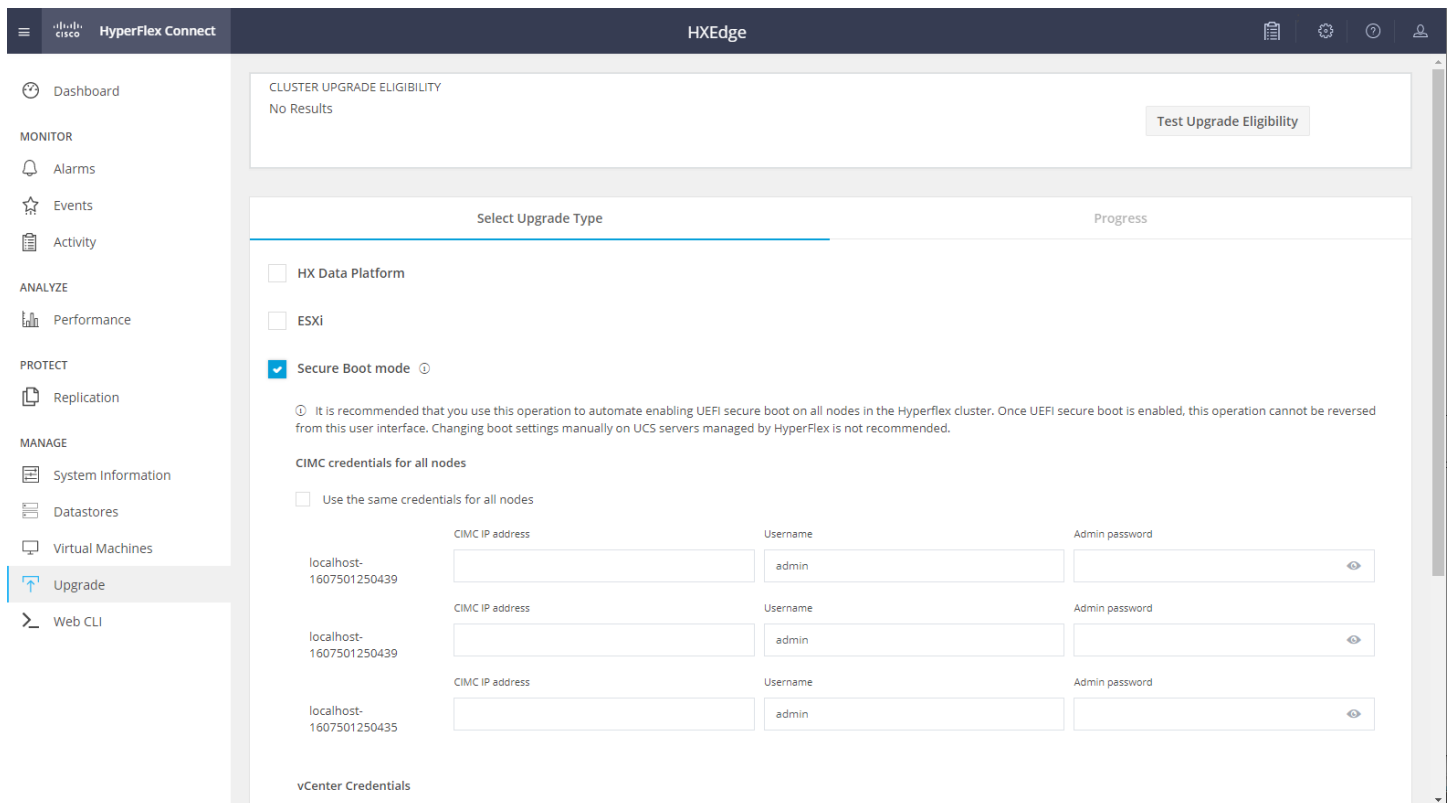 cisco HyperFlex Connect
HXEdge
Dashboard
MONITOR
Alarms
Events
Activity
ANALYZE
Performance
PROTECT
Replication
MANAGE
System Information
Datastores
Virtual Machines
Upgrade
Web CLI
CLUSTER UPGRADE ELIGIBILITY
No Results
Test Upgrade Eligibility
Select Upgrade Type
Progress
HX Data Platform
ESXi
Secure Boot mode
It is recommended that you use this operation to automate enabling UEFI secure boot on all nodes in the Hyperflex cluster. Once UEFI secure boot is enabled, this operation cannot be reversed
from this user interface. Changing boot settings manually on UCS servers managed by HyperFlex is not recommended.
CIMC credentials for all nodes
Use the same credentials for all nodes
CIMC IP address Username Admin password
localhost-
1607501250439
admin
CIMC IP address Username Admin password
localhost-
1607501250439
admin
CIMC IP address Username Admin password
localhost-
1607501250435
admin
vCenter Credentials